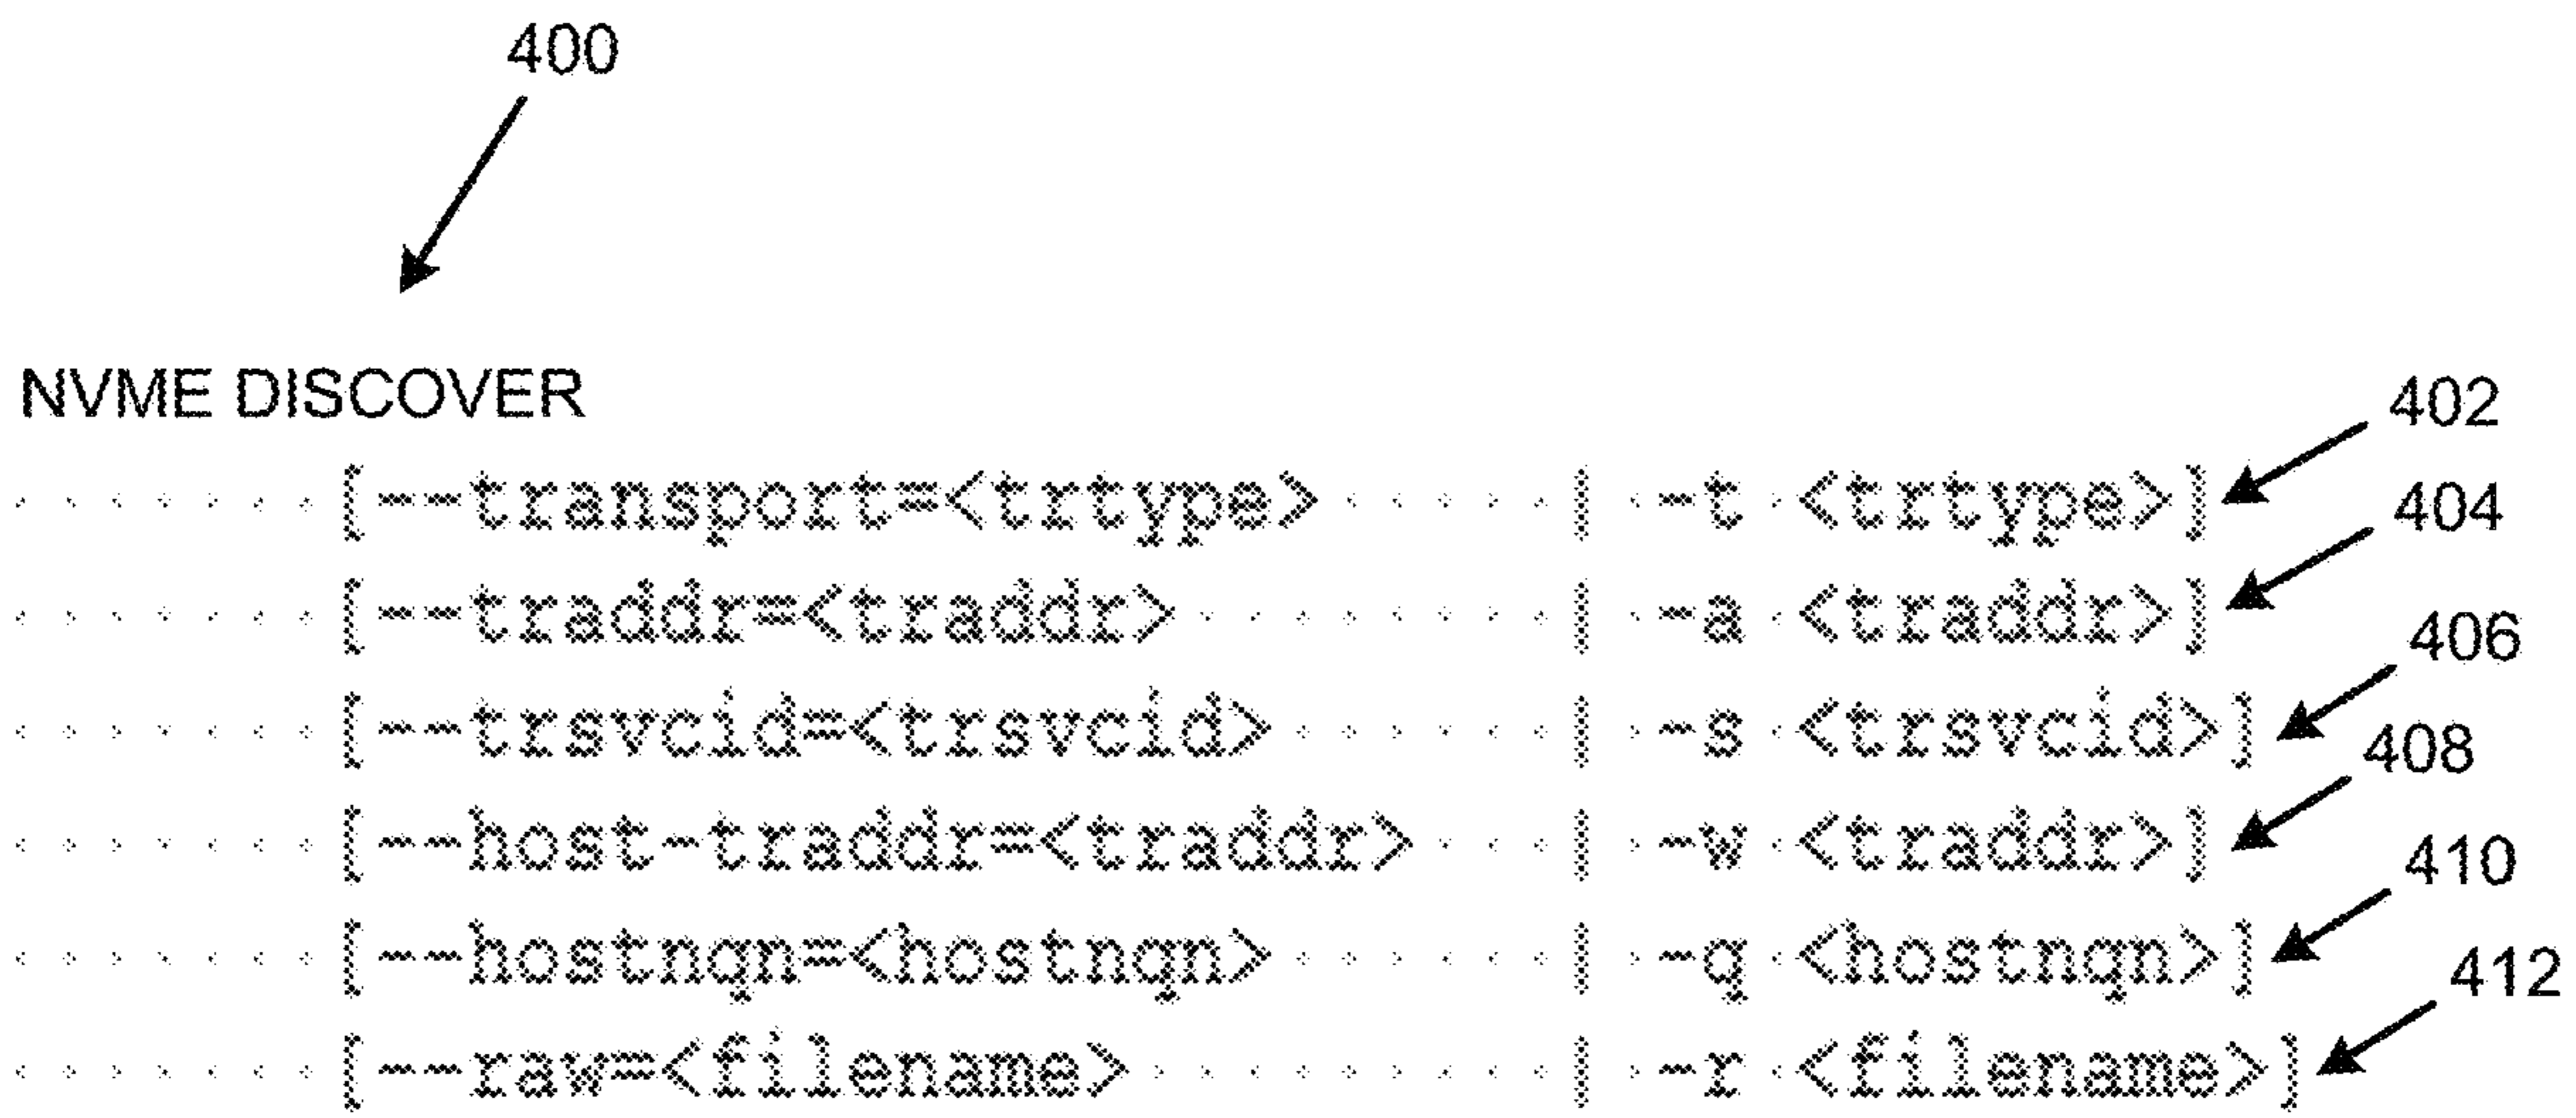 400
NVME DISCOVER
402
[--transport=<trtype> | -t <trtype>]
404
[--traddr=<traddr> | -a <traddr>]
406
[--trsvcid=<trsvcid> | -s <trsvcid>]
408
[--host-traddr=<traddr> | -w <traddr>]
410
[--hostnqn=<hostnqn> | -q <hostnqn>]
412
[--raw=<filename> | -r <filename>]